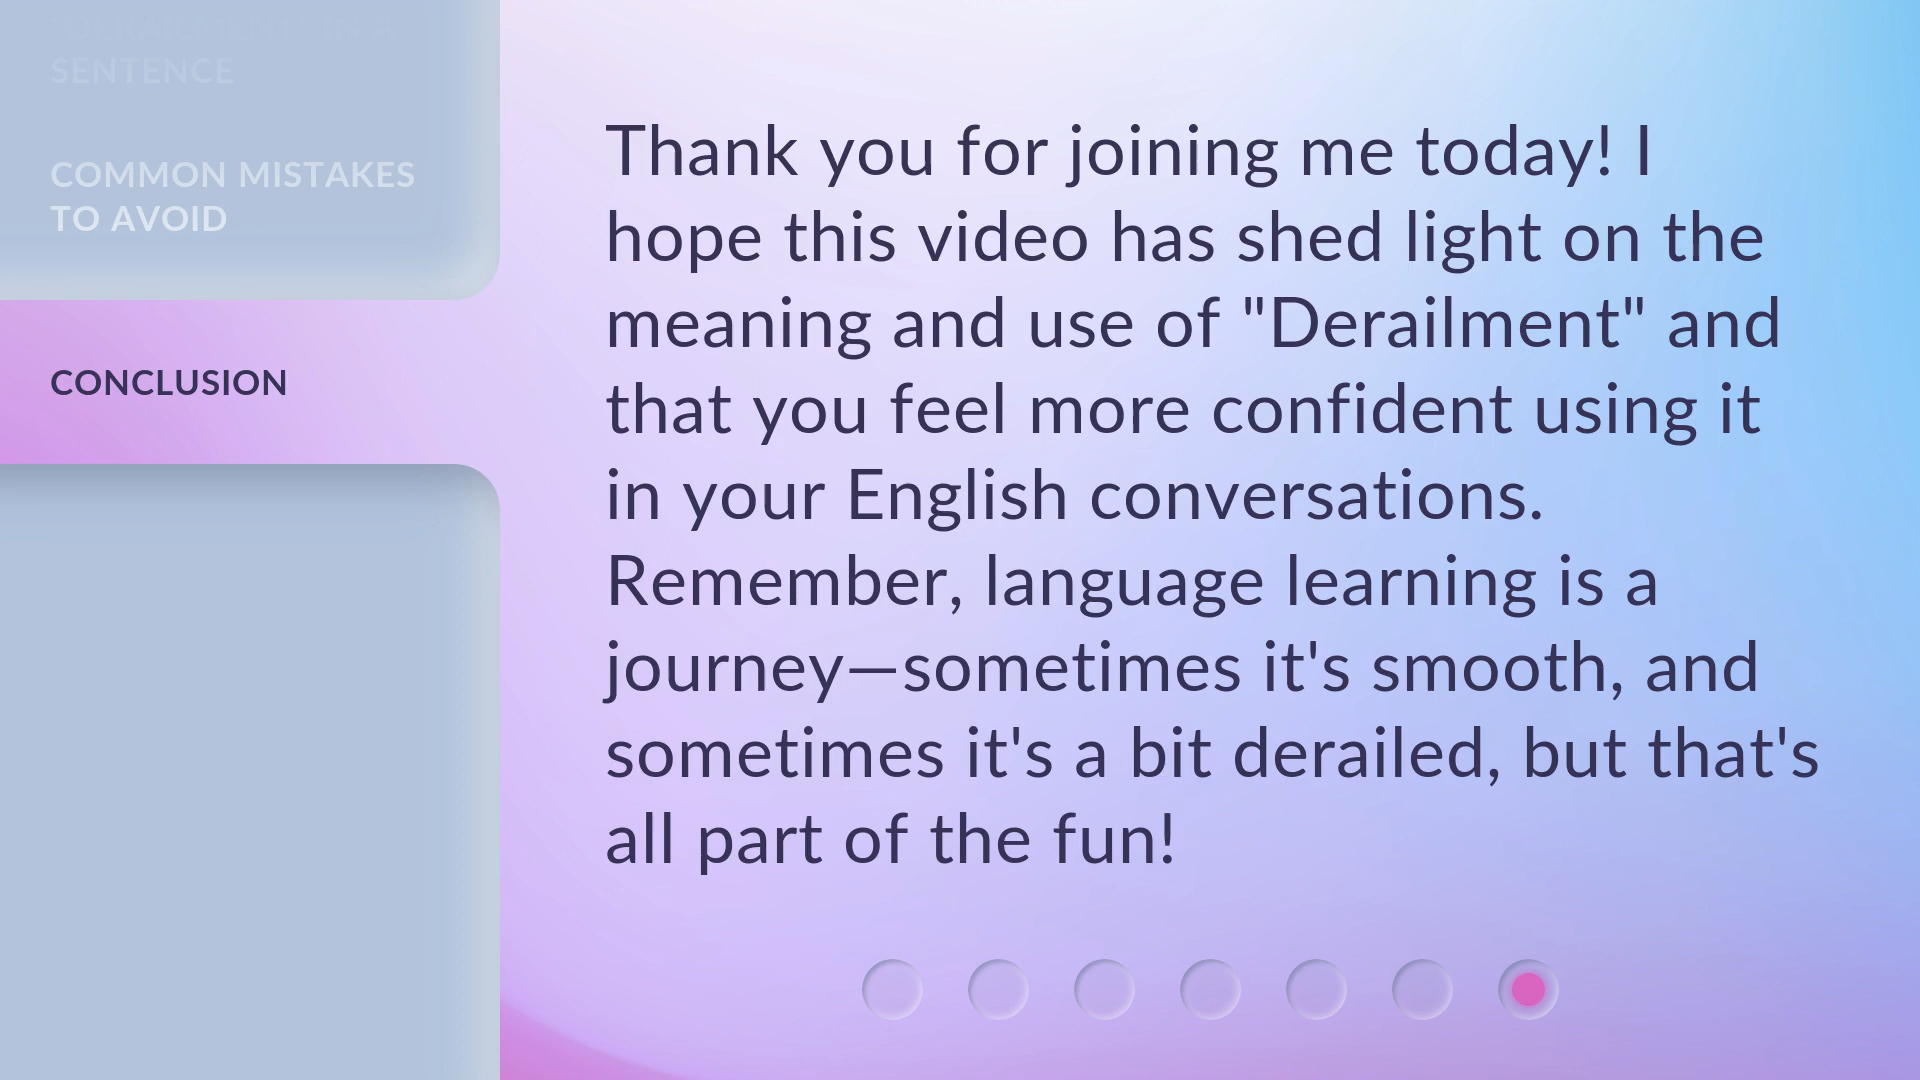 "DERAILMENT" IN A
SENTENCE
COMMON MISTAKES
TO AVOID
CONCLUSION
Thank you for joining me today! I
hope this video has shed light on the
meaning and use of "Derailment" and
that you feel more confident using it
in your English conversations.
Remember, language learning is a
journey—sometimes it's smooth, and
sometimes it's a bit derailed, but that's
all part of the fun!